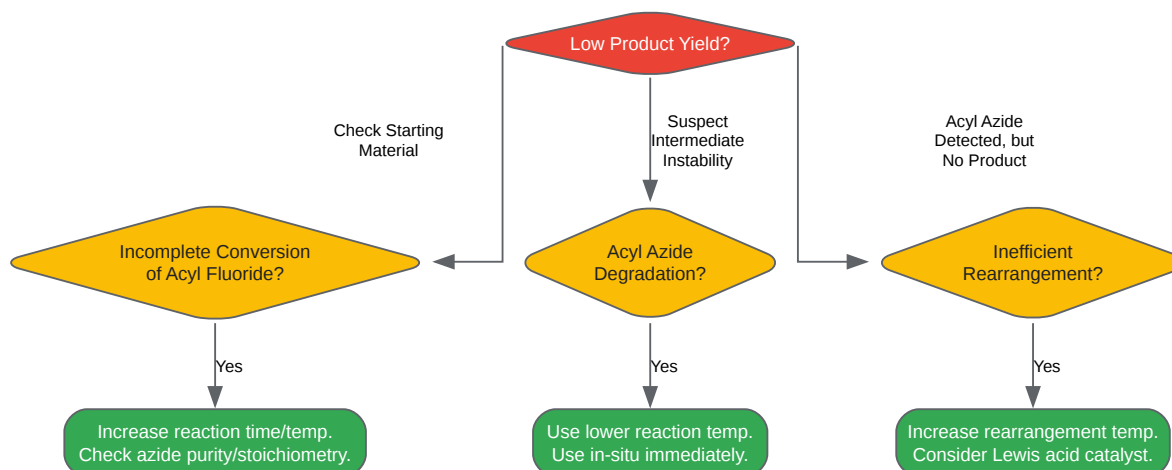 Low Product Yield?
Check Starting
Material
Suspect
Intermediate
Instability
Acyl Azide
Detected, but
No Product
Incomplete Conversion
of Acyl Fluoride?
Acyl Azide
Degradation?
Inefficient
Rearrangement?
Yes
Yes
Yes
Increase reaction time/temp.
Check azide purity/stoichiometry.
Use lower reaction temp.
Use in-situ immediately.
Increase rearrangement temp.
Consider Lewis acid catalyst.